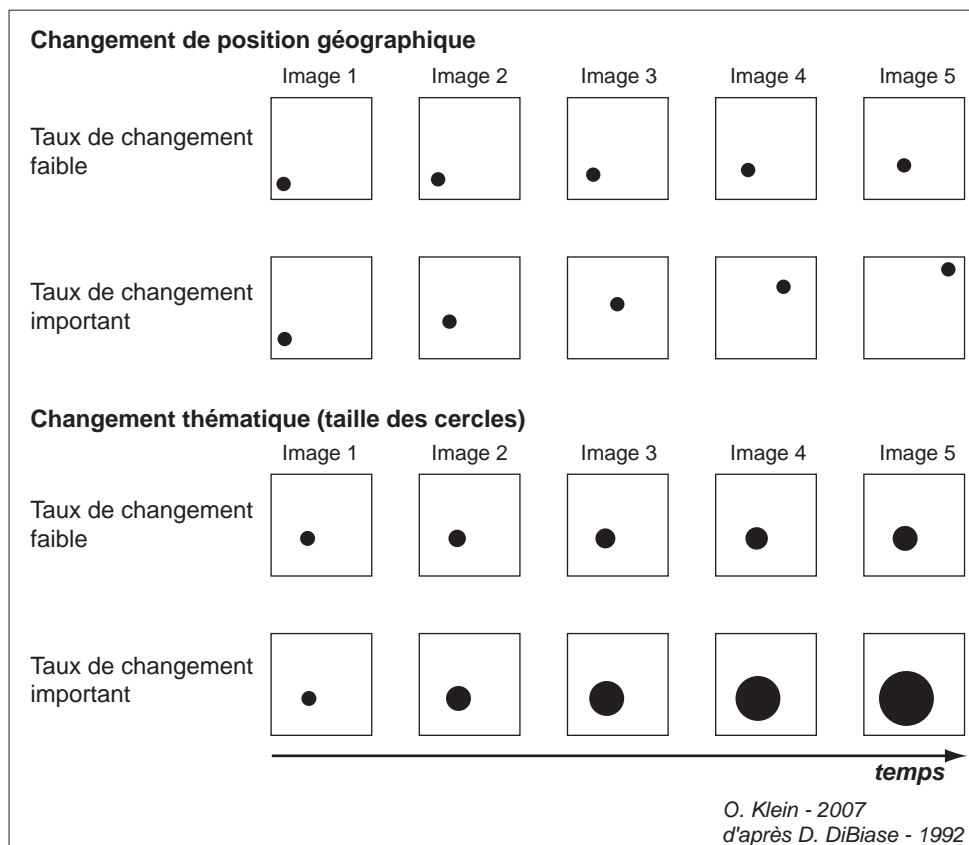 Changement de position géographique
Image 1 Image 2 Image 3 Image 4 Image 5
Taux de changement
faible
Taux de changement
important
Changement thématique (taille des cercles)
Image 1 Image 2 Image 3 Image 4 Image 5
Taux de changement
faible
Taux de changement
important
temps
O. Klein - 2007
d'après D. DiBiase - 1992